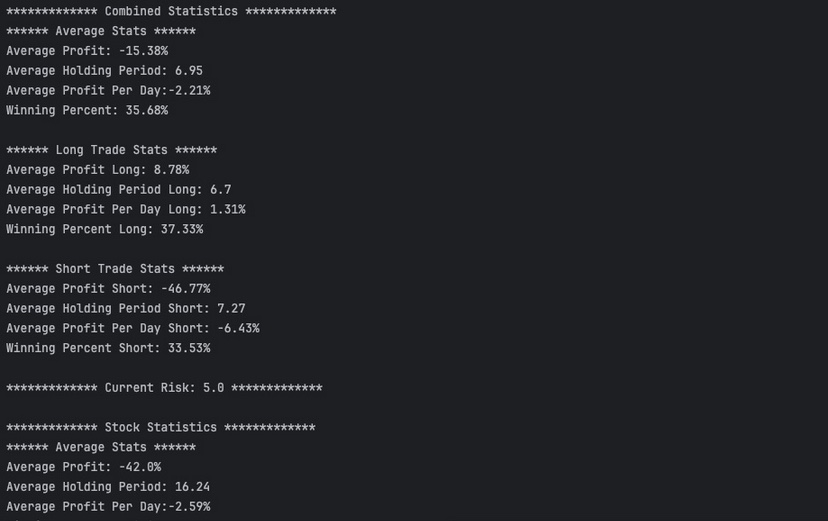 ************* Combined Statistics *************
****** Average Stats ******
Average Profit: -15.38%
Average Holding Period: 6.95
Average Profit Per Day:-2.21%
Winning Percent: 35.68%
****** Long Trade Stats ******
Average Profit Long: 8.78%
Average Holding Period Long: 6.7
Average Profit Per Day Long: 1.31%
Winning Percent Long: 37.33%
****** Short Trade Stats ******
Average Profit Short: -46.77%
Average Holding Period Short: 7.27
Average Profit Per Day Short: -6.43%
Winning Percent Short: 33.53%
************* Current Risk: 5.0 *************
************* Stock Statistics *************
****** Average Stats ******
Average Profit: -42.0%
Average Holding Period: 16.24
Average Profit Per Day:-2.59%